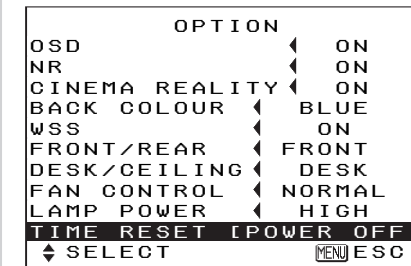 OPTION
OSD ON
NR ON
CINEMA REALITY ON
BACK COLOUR BLUE
WSS ON
FRONT/REAR FRONT
DESK/CEILING DESK
FAN CONTROL NORMAL
LAMP POWER HIGH
TIME RESET [POWER OFF
SELECT MENU ESC